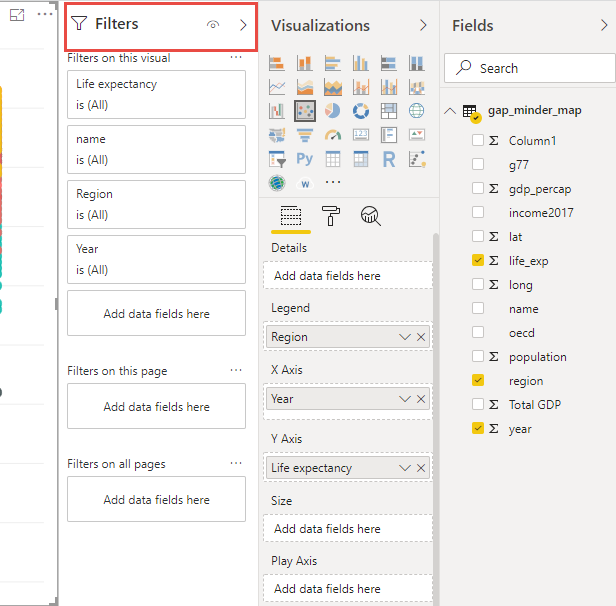 Filters
Filters on this visual
Life expectancy
is (All)
name
is (All)
Region
is (All)
Year
is (All)
Add data fields here
Filters on this page
Add data fields here
Filters on all pages
Add data fields here
Visualizations
123
Py
R
W
Details
Add data fields here
Legend
Region
X Axis
Year
Y Axis
Life expectancy
Size
Add data fields here
Play Axis
Add data fields here
Fields
Search
gap_minder_map
Σ Column1
g77
Σ gdp_percap
income2017
Σ lat
Σ life_exp
Σ long
name
oecd
Σ population
region
Σ Total GDP
Σ year